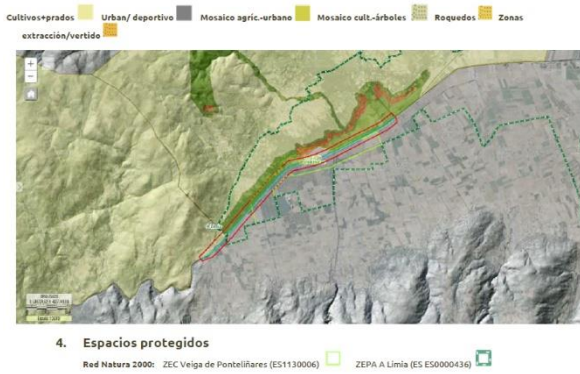 Cultivos+prados Urban/ deportivo Mosaico agríc.-urbano Mosaico cult.-árboles Roquedos Zonas
extracción/vertido
4. Espacios protegidos
Red Natura 2000: ZEC Veiga de Ponteliñares (ES1130006) ZEPA A Limia (ES ES0000436)